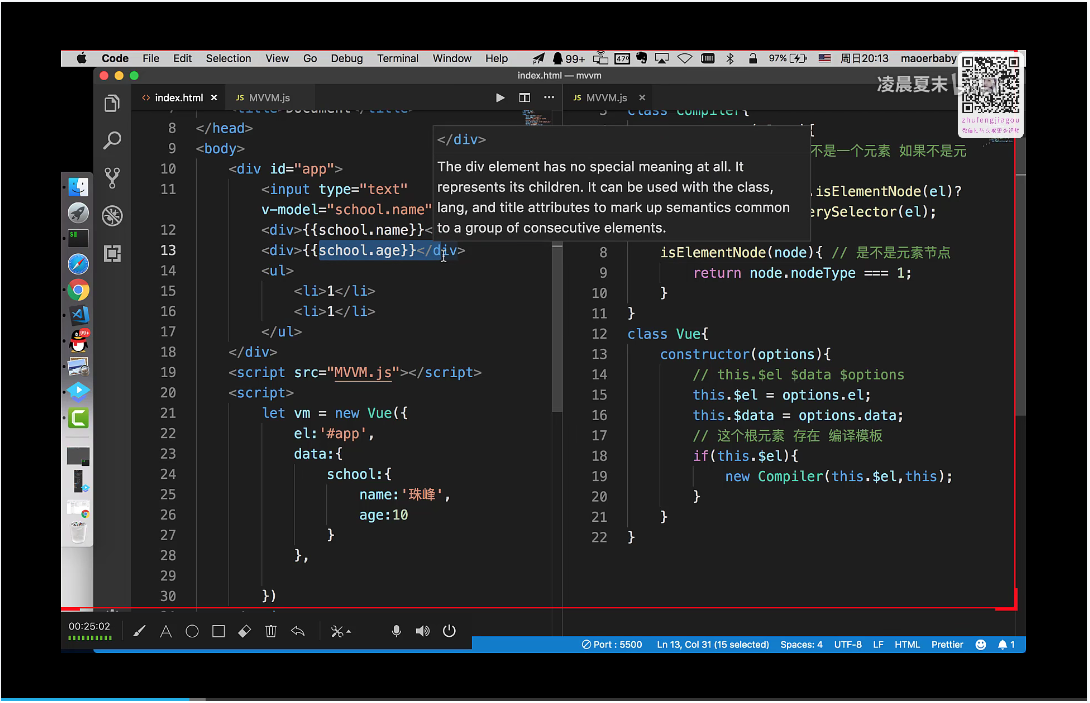 Code File Edit Selection View Go Debug Terminal Window Help 99+ 479 97% 周日20:13 maoerbaby
index.html — mvvm
凌晨夏末
zhufengjiagou
index.html × JS MVVM.js
JS MVVM.js ×
8 </head>
9 <body>
10 <div id="app">
11 <input type="text"
v-model="school.name"
12 <div>{{school.name}}<
13 <div>{{school.age}}</div>
14 <ul>
15 <li>1</li>
16 <li>1</li>
17 </ul>
18 </div>
19 <script src="MVVM.js"></script>
20 <script>
21 let vm = new Vue({
22 el:'#app',
23 data:{
24 school:{
25 name:'珠峰',
26 age:10
27 }
28 },
29
30 })
</div>
The div element has no special meaning at all. It
represents its children. It can be used with the class,
lang, and title attributes to mark up semantics common
to a group of consecutive elements.
class Compiler{
{
不是一个元素 如果不是元
.isElementNode(el)?
erySelector(el);
8 isElementNode(node){ // 是不是元素节点
9 return node.nodeType === 1;
10 }
11 }
12 class Vue{
13 constructor(options){
14 // this.$el $data $options
15 this.$el = options.el;
16 this.$data = options.data;
17 // 这个根元素 存在 编译模板
18 if(this.$el){
19 new Compiler(this.$el,this);
20 }
21 }
22 }
00:25:02
Port : 5500 Ln 13, Col 31 (15 selected) Spaces: 4 UTF-8 LF HTML Prettier 1